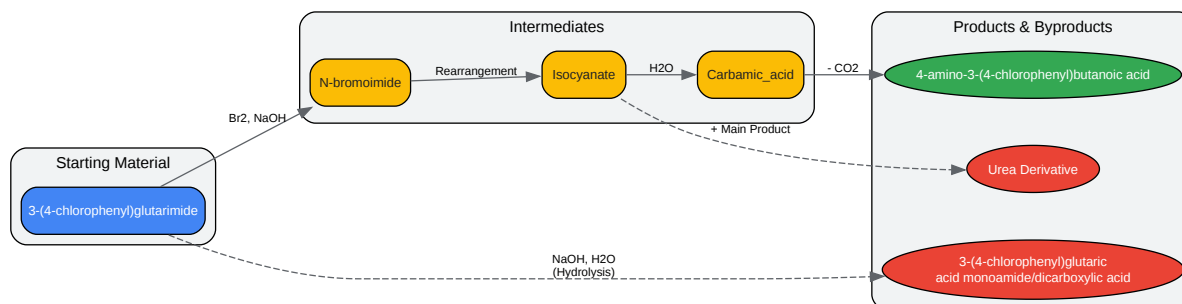 Intermediates
Products & Byproducts
N-bromoimide
Rearrangement
Isocyanate
H2O
Carbamic_acid
- CO2
4-amino-3-(4-chlorophenyl)butanoic acid
Br2, NaOH
+ Main Product
Starting Material
Urea Derivative
3-(4-chlorophenyl)glutarimide
NaOH, H2O
(Hydrolysis)
3-(4-chlorophenyl)glutaric
acid monoamide/dicarboxylic acid